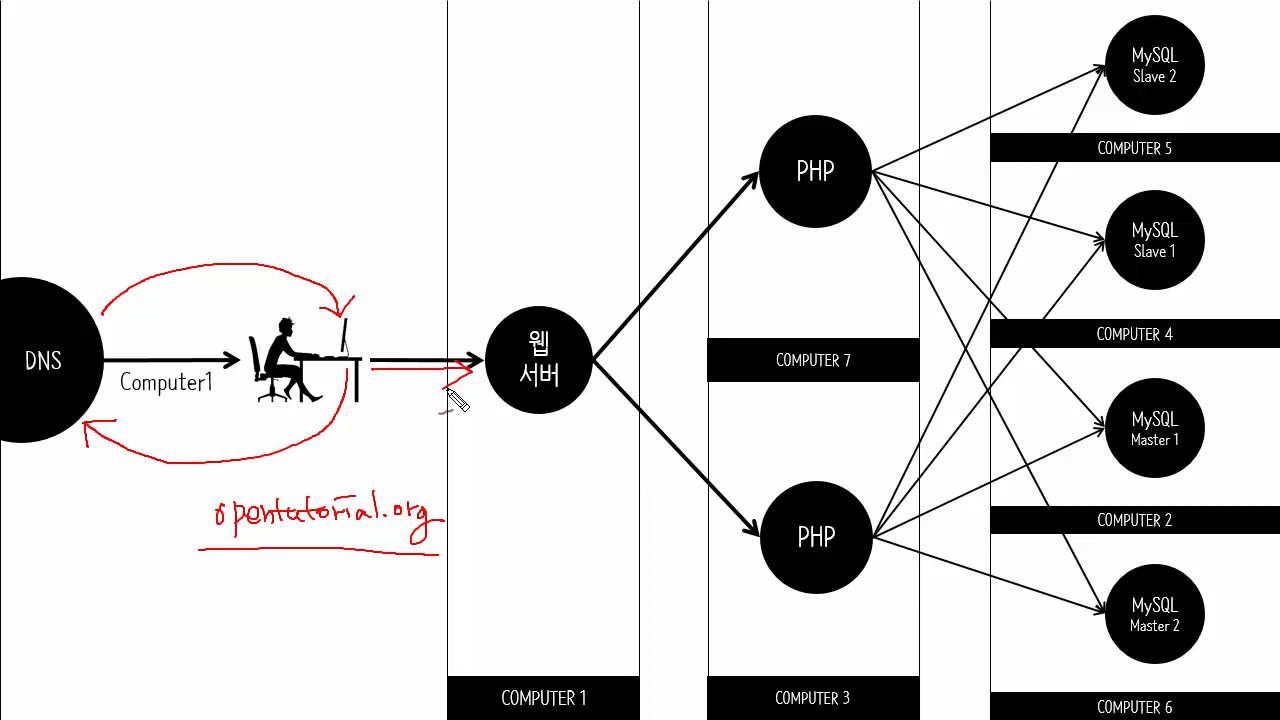 DNS
Computer1
opentutorial.org
웹
서버
COMPUTER 1
PHP
COMPUTER 7
PHP
COMPUTER 3
MySQL
Slave 2
COMPUTER 5
MySQL
Slave 1
COMPUTER 4
MySQL
Master 1
COMPUTER 2
MySQL
Master 2
COMPUTER 6